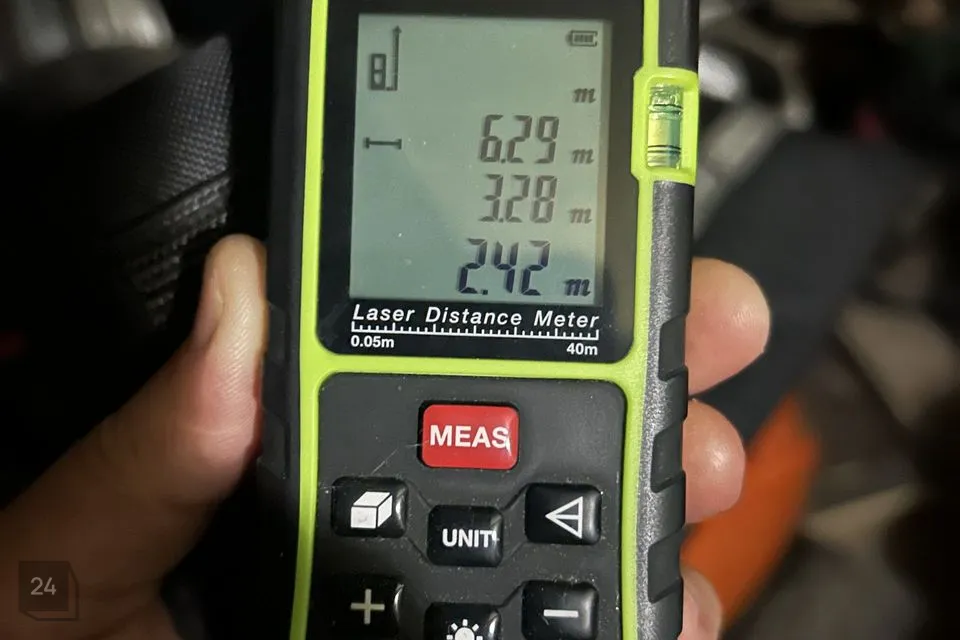 m
6.29 m
3.28 m
2.42 m
Laser Distance Meter
0.05m 40m
MEAS
UNIT
+ −
24